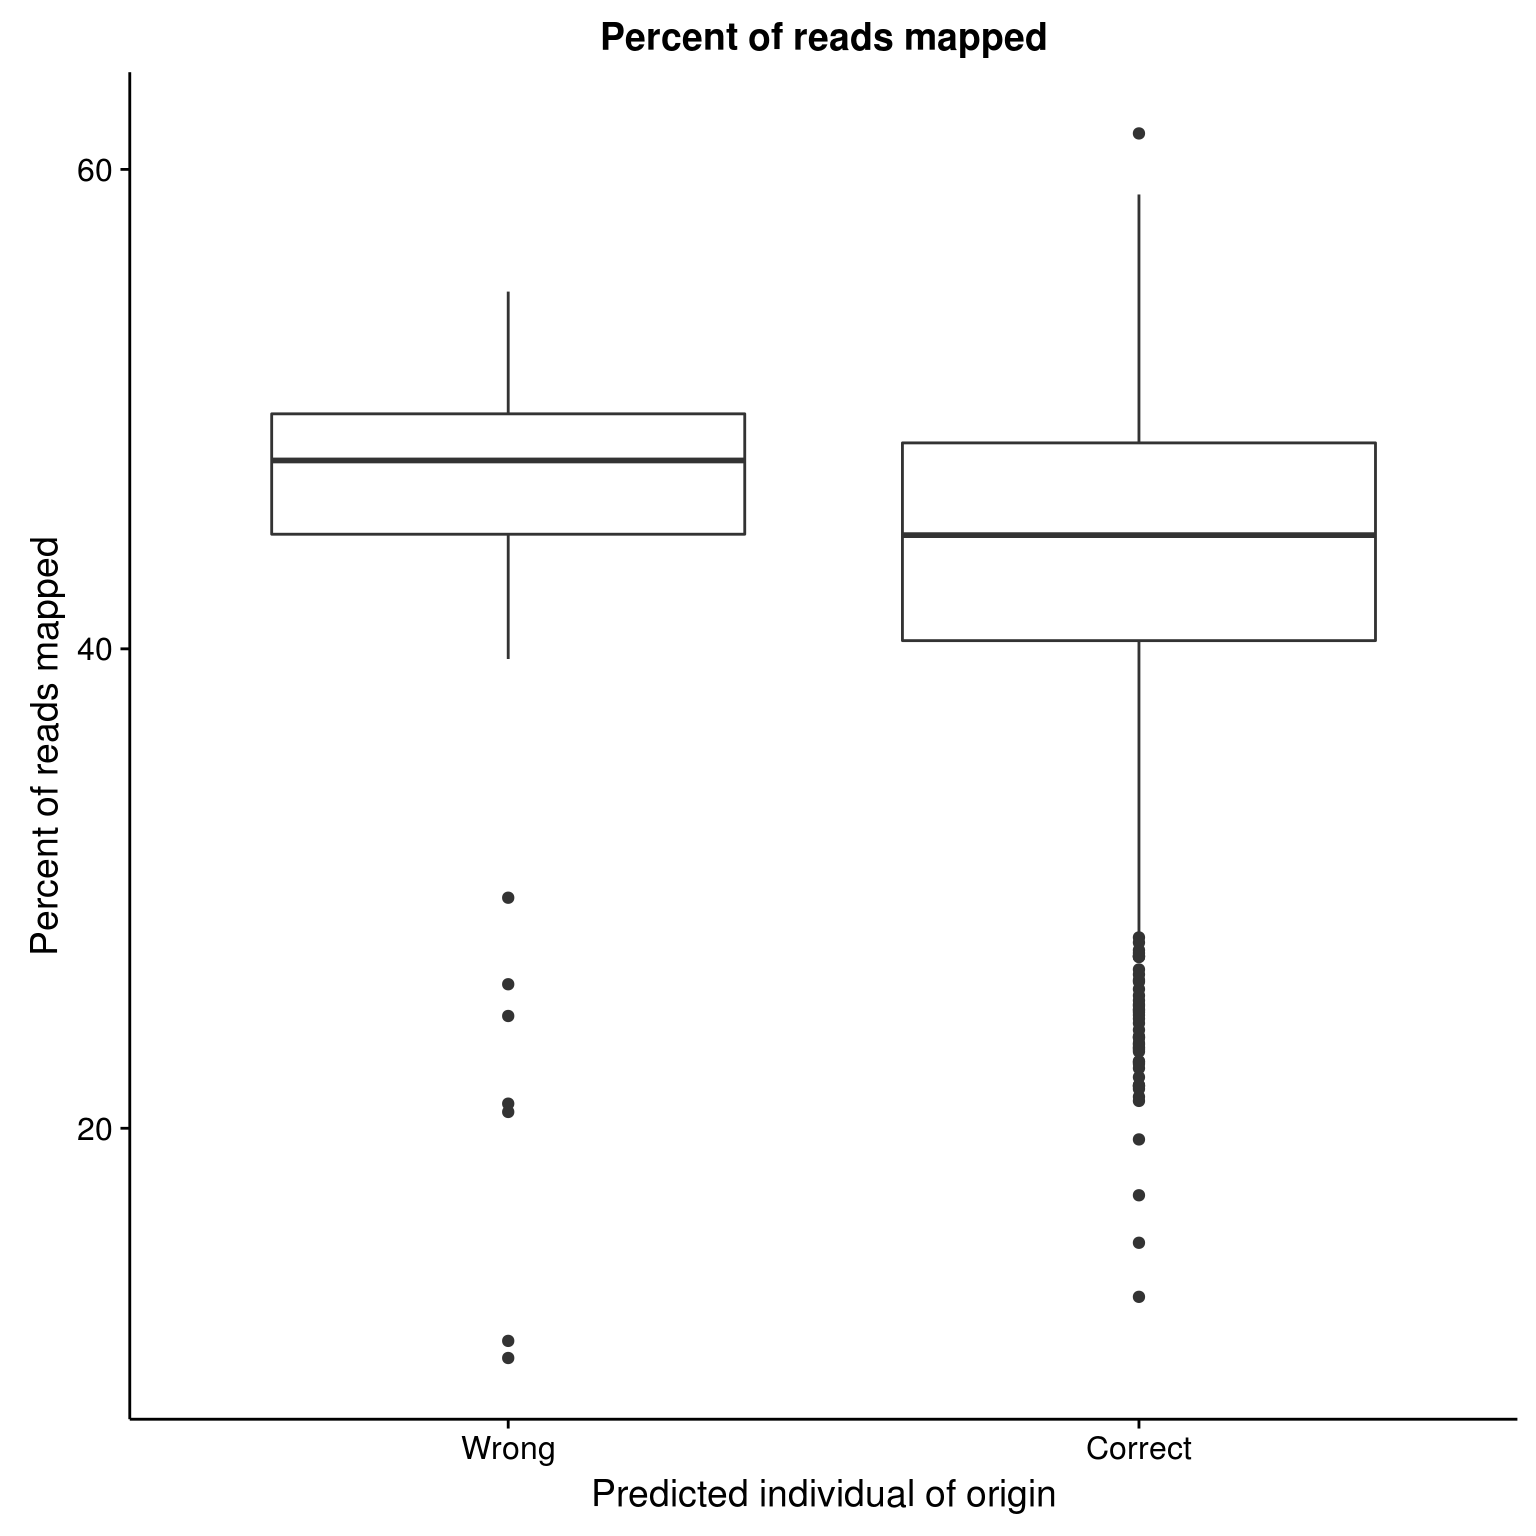 Percent of reads mapped
Percent of reads mapped
60
40
20
Wrong
Correct
Predicted individual of origin